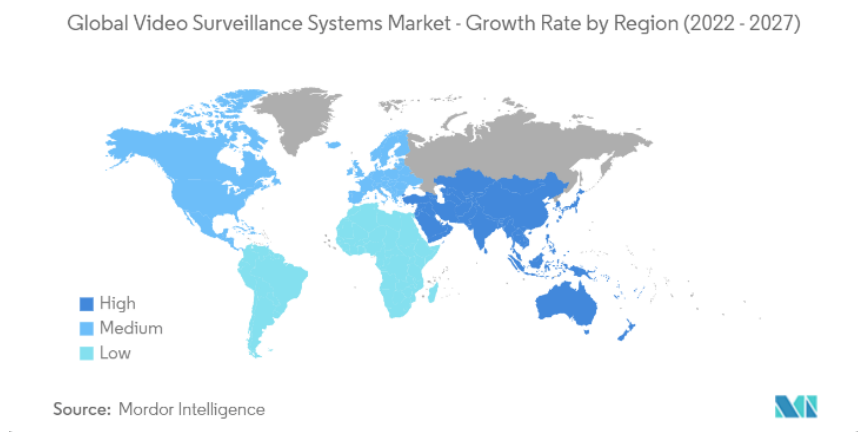 Global Video Surveillance Systems Market - Growth Rate by Region (2022 - 2027)
High
Medium
Low
Source: Mordor Intelligence